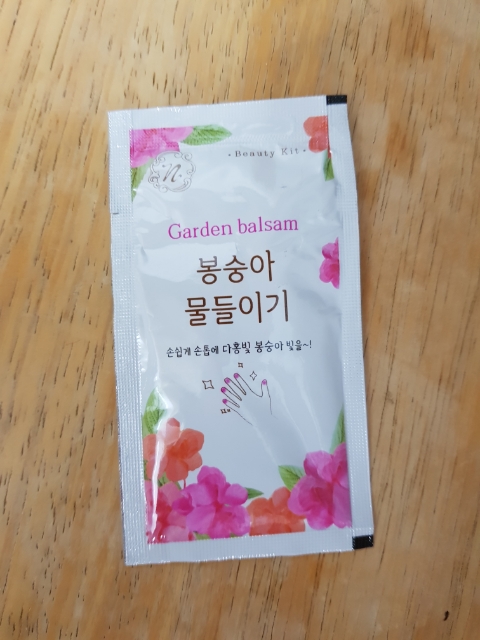 · Beauty Kit ·
n
Garden balsam
봉숭아
물들이기
손쉽게 손톱에 다홍빛 봉숭아 빛을~!